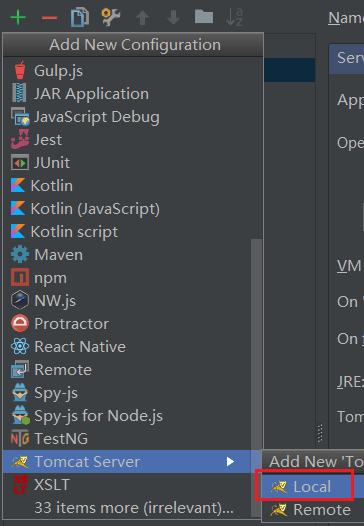 Name
Add New Configuration
Gulp.js
JAR Application
JavaScript Debug
Jest
JUnit
Kotlin
Kotlin (JavaScript)
Kotlin script
Maven
npm
NW.js
Protractor
React Native
Remote
Spy-js
Spy-js for Node.js
TestNG
Tomcat Server
XSLT
33 items more (irrelevant)...
Serv
App
Ope
VM
On '
On f
JRE:
Tom
Add New 'To
Local
Remote